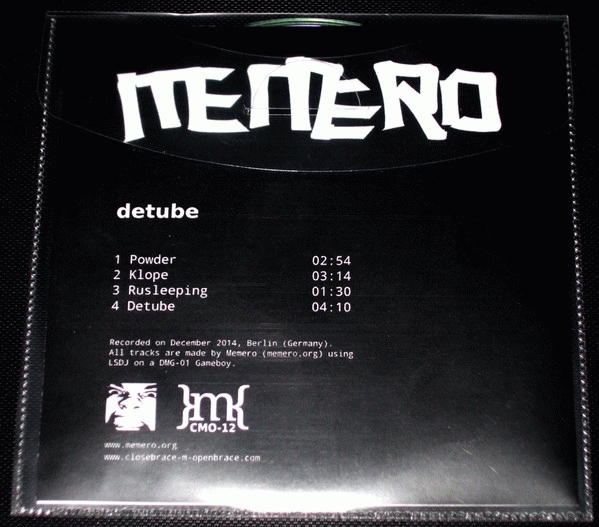 MEMERO
detube
1 Powder 02:54
2 Klope 03:14
3 Rusleeping 01:30
4 Detube 04:10
Recorded on December 2014, Berlin (Germany).
All tracks are made by Memero (memero.org) using
LSDJ on a DMG-01 Gameboy.
}m{
CMO-12
www.memero.org
www.closebrace-m-openbrace.com